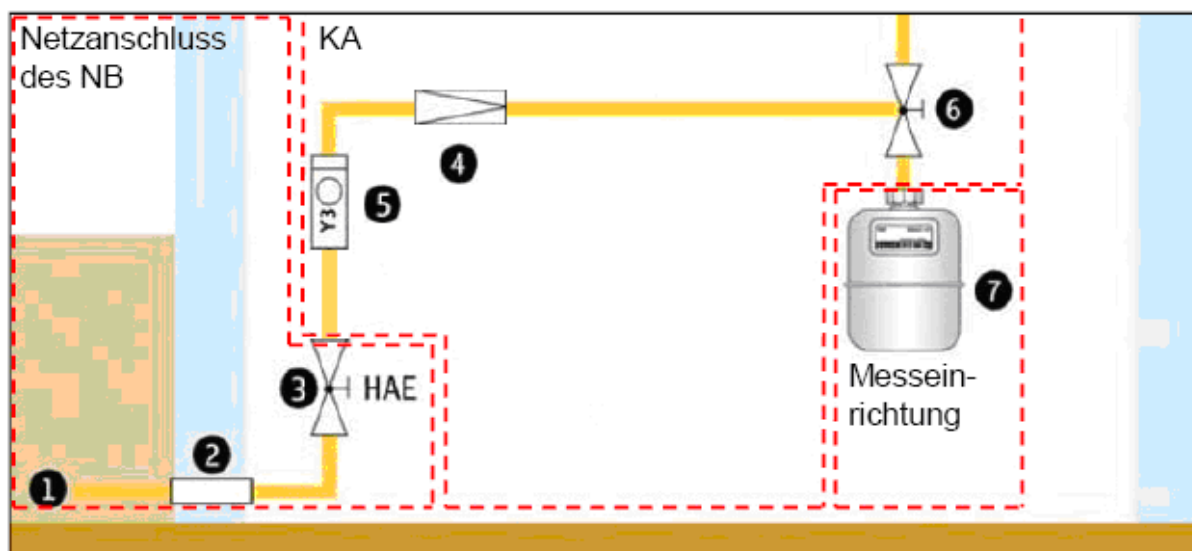 Netzanschluss
des NB
KA
6
4
5
Y3
7
3
HAE
Messein-
richtung
2
1